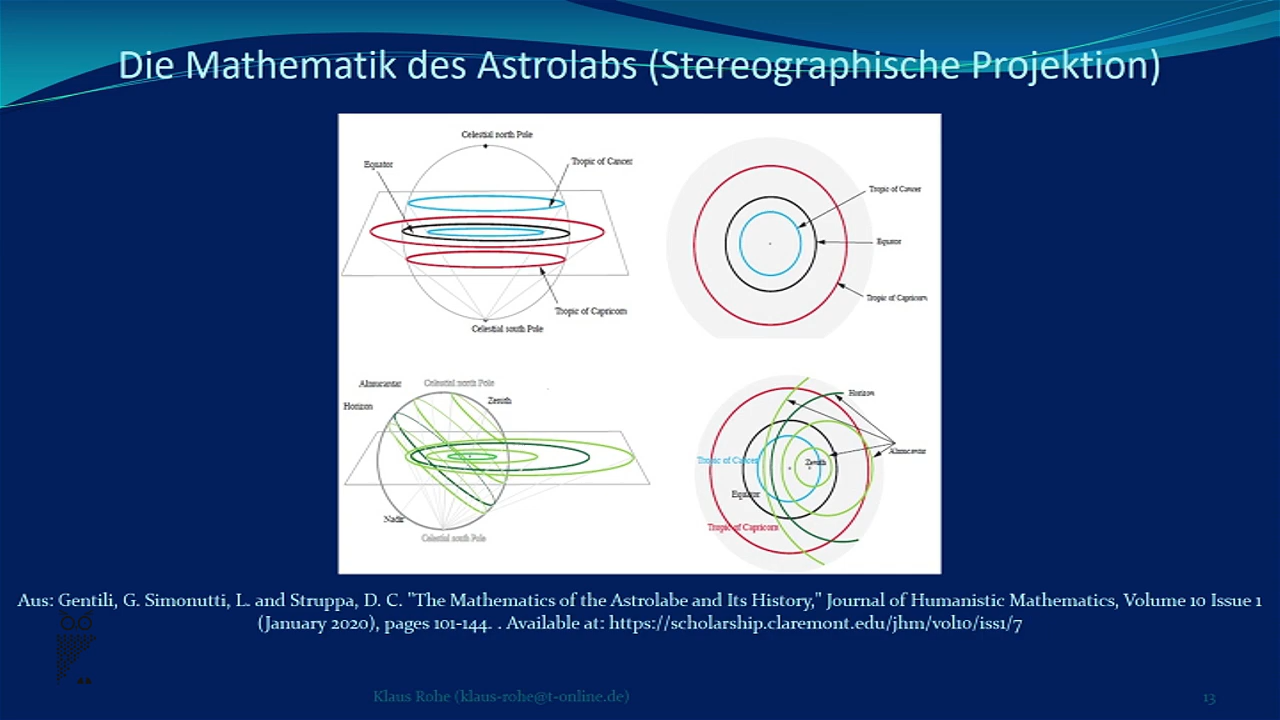 Die Mathematik des Astrolabs (Stereographische Projektion)
Celestial north Pole
Equator
Tropic of Cancer
Tropic of Capricorn
Celestial south Pole
Tropic of Cancer
Equator
Tropic of Capricorn
Almucantar
Celestial north Pole
Horizon
Zenith
Nadir
Celestial south Pole
Horizon
Almucantar
Tropic of Cancer
Zenith
Equator
Tropic of Capricorn
Aus: Gentili, G. Simonutti, L. and Struppa, D. C. "The Mathematics of the Astrolabe and Its History," Journal of Humanistic Mathematics, Volume 10 Issue 1
(January 2020), pages 101-144. . Available at: https://scholarship.claremont.edu/jhm/vol10/iss1/7
Klaus Rohe (klaus-rohe@t-online.de)
13